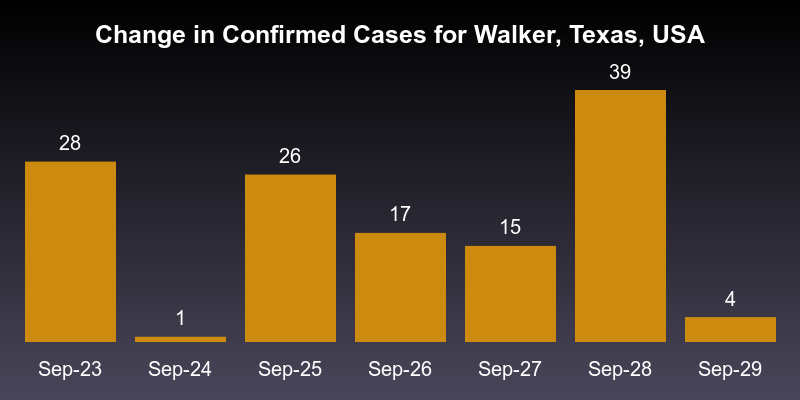 Change in Confirmed Cases for Walker, Texas, USA
28
1
26
17
15
39
4
Sep-23
Sep-24
Sep-25
Sep-26
Sep-27
Sep-28
Sep-29